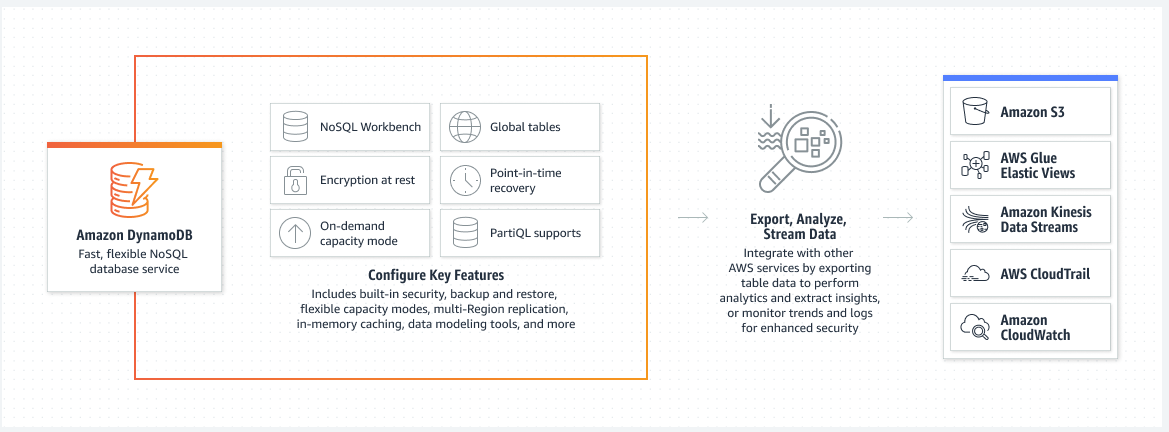 Amazon DynamoDB
Fast, flexible NoSQL
database service
NoSQL Workbench
Global tables
Encryption at rest
Point-in-time
recovery
On-demand
capacity mode
PartiQL supports
Configure Key Features
Includes built-in security, backup and restore,
flexible capacity modes, multi-Region replication,
in-memory caching, data modeling tools, and more
Export, Analyze,
Stream Data
Integrate with other
AWS services by exporting
table data to perform
analytics and extract insights,
or monitor trends and logs
for enhanced security
Amazon S3
AWS Glue
Elastic Views
Amazon Kinesis
Data Streams
AWS CloudTrail
Amazon
CloudWatch